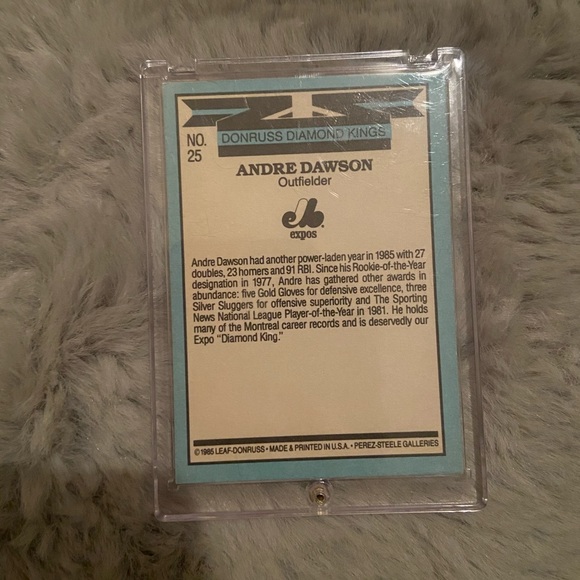 NO.
25
DONRUSS DIAMOND KINGS
ANDRE DAWSON
Outfielder
expos
Andre Dawson had another power-laden year in 1985 with 27
doubles, 23 homers and 91 RBI. Since his Rookie-of-the-Year
designation in 1977, Andre has gathered other awards in
abundance: five Gold Gloves for defensive excellence, three
Silver Sluggers for offensive superiority and The Sporting
News National League Player-of-the-Year in 1981. He holds
many of the Montreal career records and is deservedly our
Expo "Diamond King."
© 1985 LEAF-DONRUSS • MADE & PRINTED IN U.S.A. • PEREZ-STEELE GALLERIES